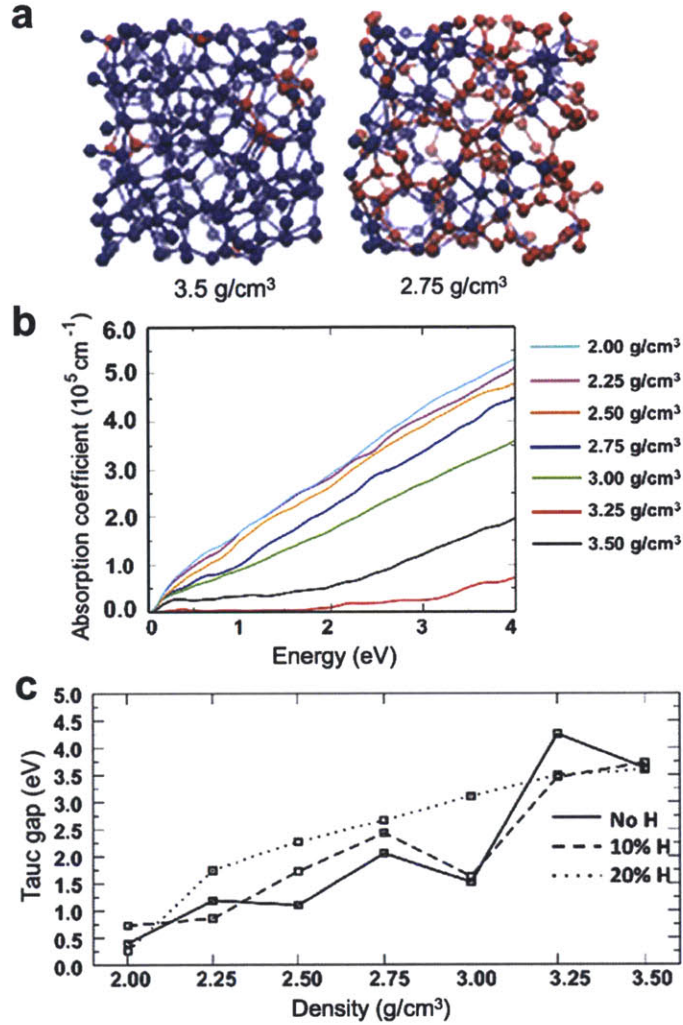 a
3.5 g/cm³
2.75 g/cm³
b
Absorption coefficient (10⁵ cm⁻¹)
6.0
5.0
4.0
3.0
2.0
1.0
0.0
0
1
2
3
4
Energy (eV)
2.00 g/cm³
2.25 g/cm³
2.50 g/cm³
2.75 g/cm³
3.00 g/cm³
3.25 g/cm³
3.50 g/cm³
c
Tauc gap (eV)
5.0
4.5
4.0
3.5
3.0
2.5
2.0
1.5
1.0
0.5
0.0
No H
10% H
20% H
2.00
2.25
2.50
2.75
3.00
3.25
3.50
Density (g/cm³)